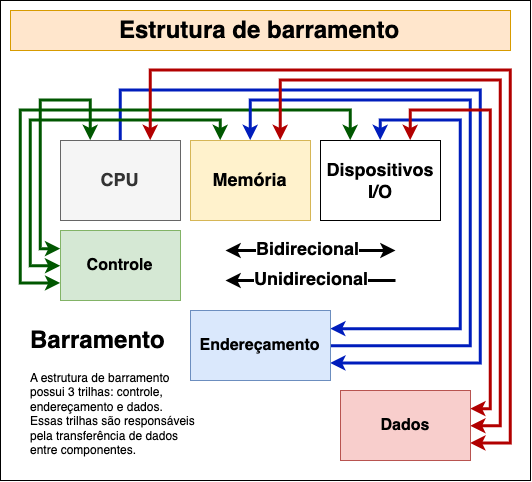 Estrutura de barramento
CPU
Memória
Dispositivos
I/O
Controle
Bidirecional
Unidirecional
Endereçamento
Barramento
A estrutura de barramento
possui 3 trilhas: controle,
endereçamento e dados.
Essas trilhas são responsáveis
pela transferência de dados
entre componentes.
Dados